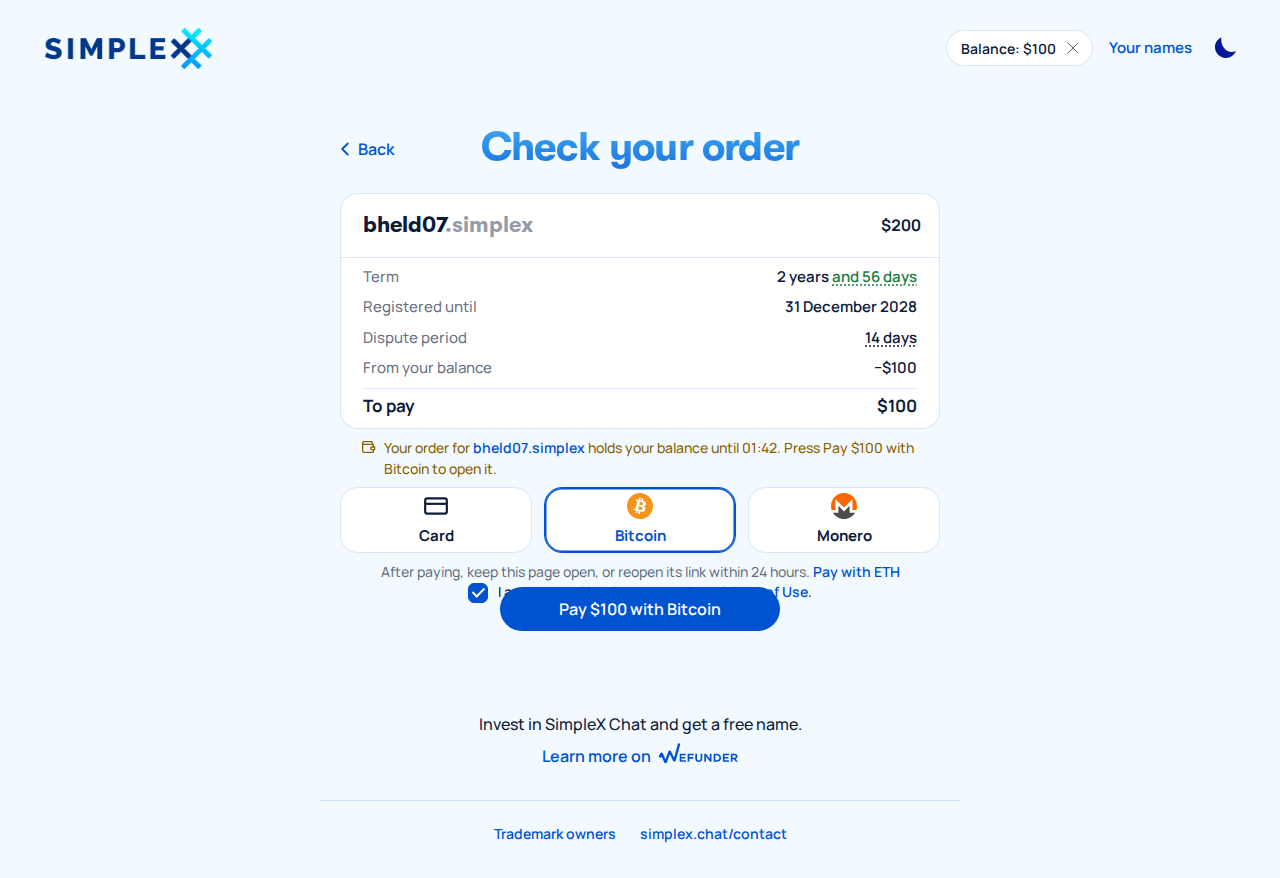 SIMPLEX
Balance: $100
Your names
Back
Check your order
bheld07.simplex
$200
Term
2 years and 56 days
Registered until
31 December 2028
Dispute period
14 days
From your balance
−$100
To pay
$100
Your order for bheld07.simplex holds your balance until 01:42. Press Pay $100 with
Bitcoin to open it.
Card
Bitcoin
Monero
After paying, keep this page open, or reopen its link within 24 hours. Pay with ETH
I
of Use.
Pay $100 with Bitcoin
Invest in SimpleX Chat and get a free name.
Learn more on WEFUNDER
Trademark owners
simplex.chat/contact